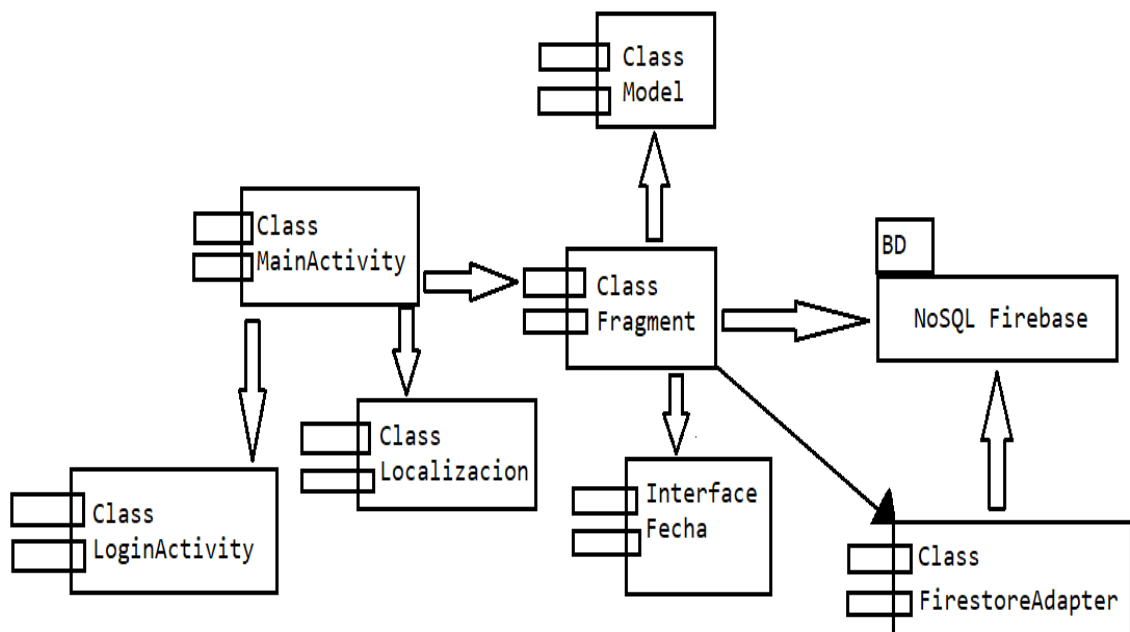 Class
Model
Class
MainActivity
Class
Fragment
BD
NoSQL Firebase
Class
Localizacion
Class
LoginActivity
Interface
Fecha
Class
FirestoreAdapter